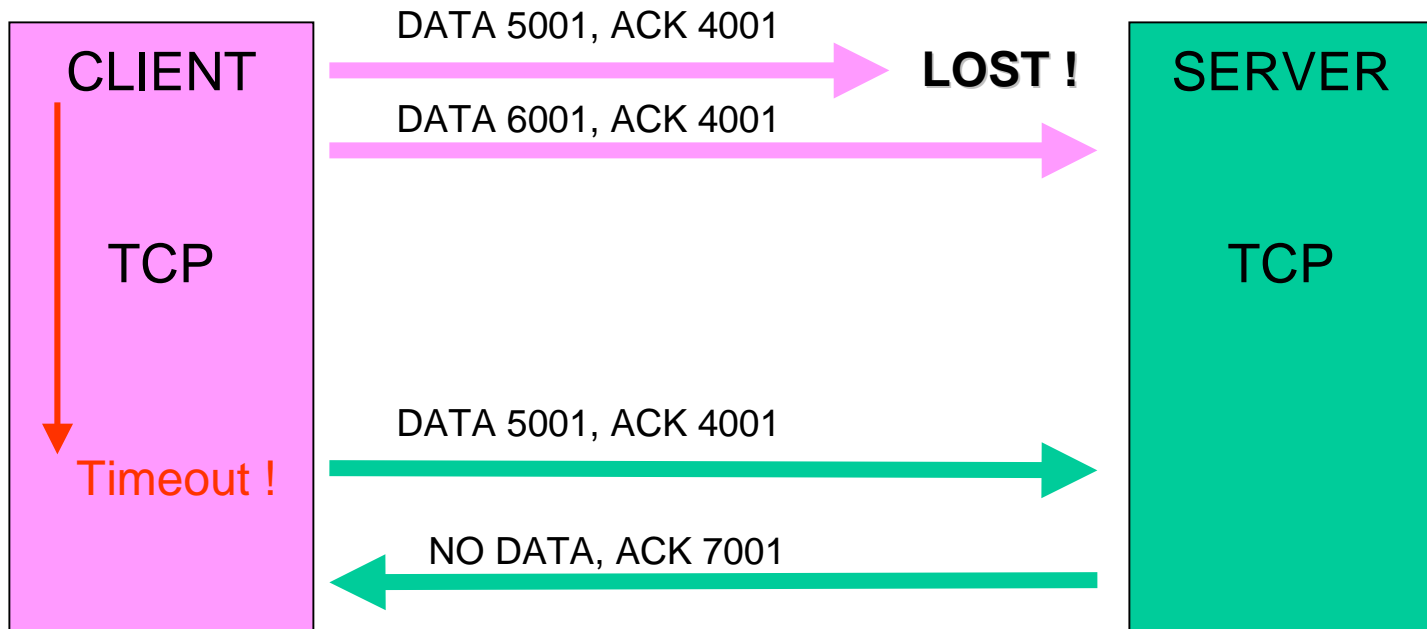 DATA 5001, ACK 4001
CLIENT
LOST !
SERVER
DATA 6001, ACK 4001
TCP
TCP
DATA 5001, ACK 4001
Timeout !
NO DATA, ACK 7001